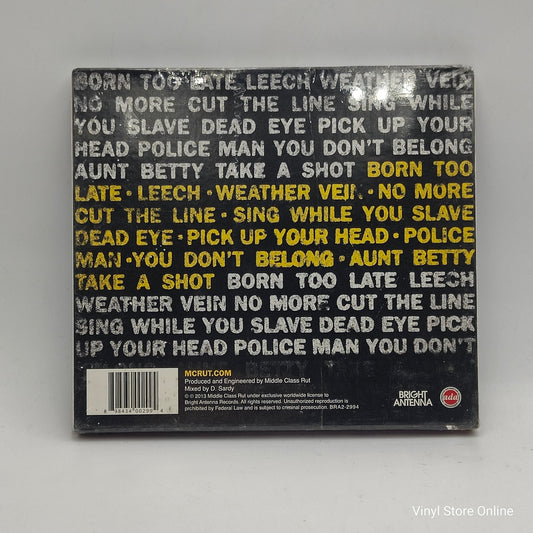 BORN TOO LATE LEECH WEATHER VEIN
NO MORE CUT THE LINE SING WHILE
YOU SLAVE DEAD EYE PICK UP YOUR
HEAD POLICE MAN YOU DON'T BELONG
AUNT BETTY TAKE A SHOT BORN TOO
LATE • LEECH • WEATHER VEIN • NO MORE
CUT THE LINE • SING WHILE YOU SLAVE
DEAD EYE • PICK UP YOUR HEAD • POLICE
MAN • YOU DON'T BELONG • AUNT BETTY
TAKE A SHOT BORN TOO LATE LEECH
WEATHER VEIN NO MORE CUT THE LINE
SING WHILE YOU SLAVE DEAD EYE PICK
UP YOUR HEAD POLICE MAN YOU DON'T
BETTY
MCRUT.COM
Produced and Engineered by Middle Class Rut
Mixed by D. Sardy
© ℗ 2013 Middle Class Rut under exclusive worldwide license to
Bright Antenna Records. All rights reserved. Unauthorized reproduction is
prohibited by Federal Law and is subject to criminal prosecution. BRA2-2994
BRIGHT
ANTENNA
ada
Vinyl Store Online